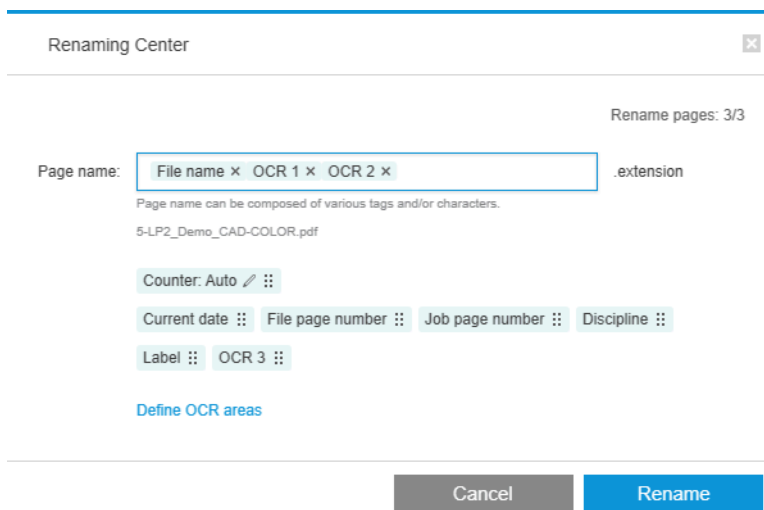 Renaming Center
Rename pages: 3/3
Page name: File name × OCR 1 × OCR 2 × .extension
Page name can be composed of various tags and/or characters.
5-LP2_Demo_CAD-COLOR.pdf
Counter: Auto
Current date File page number Job page number Discipline
Label OCR 3
Define OCR areas
Cancel Rename